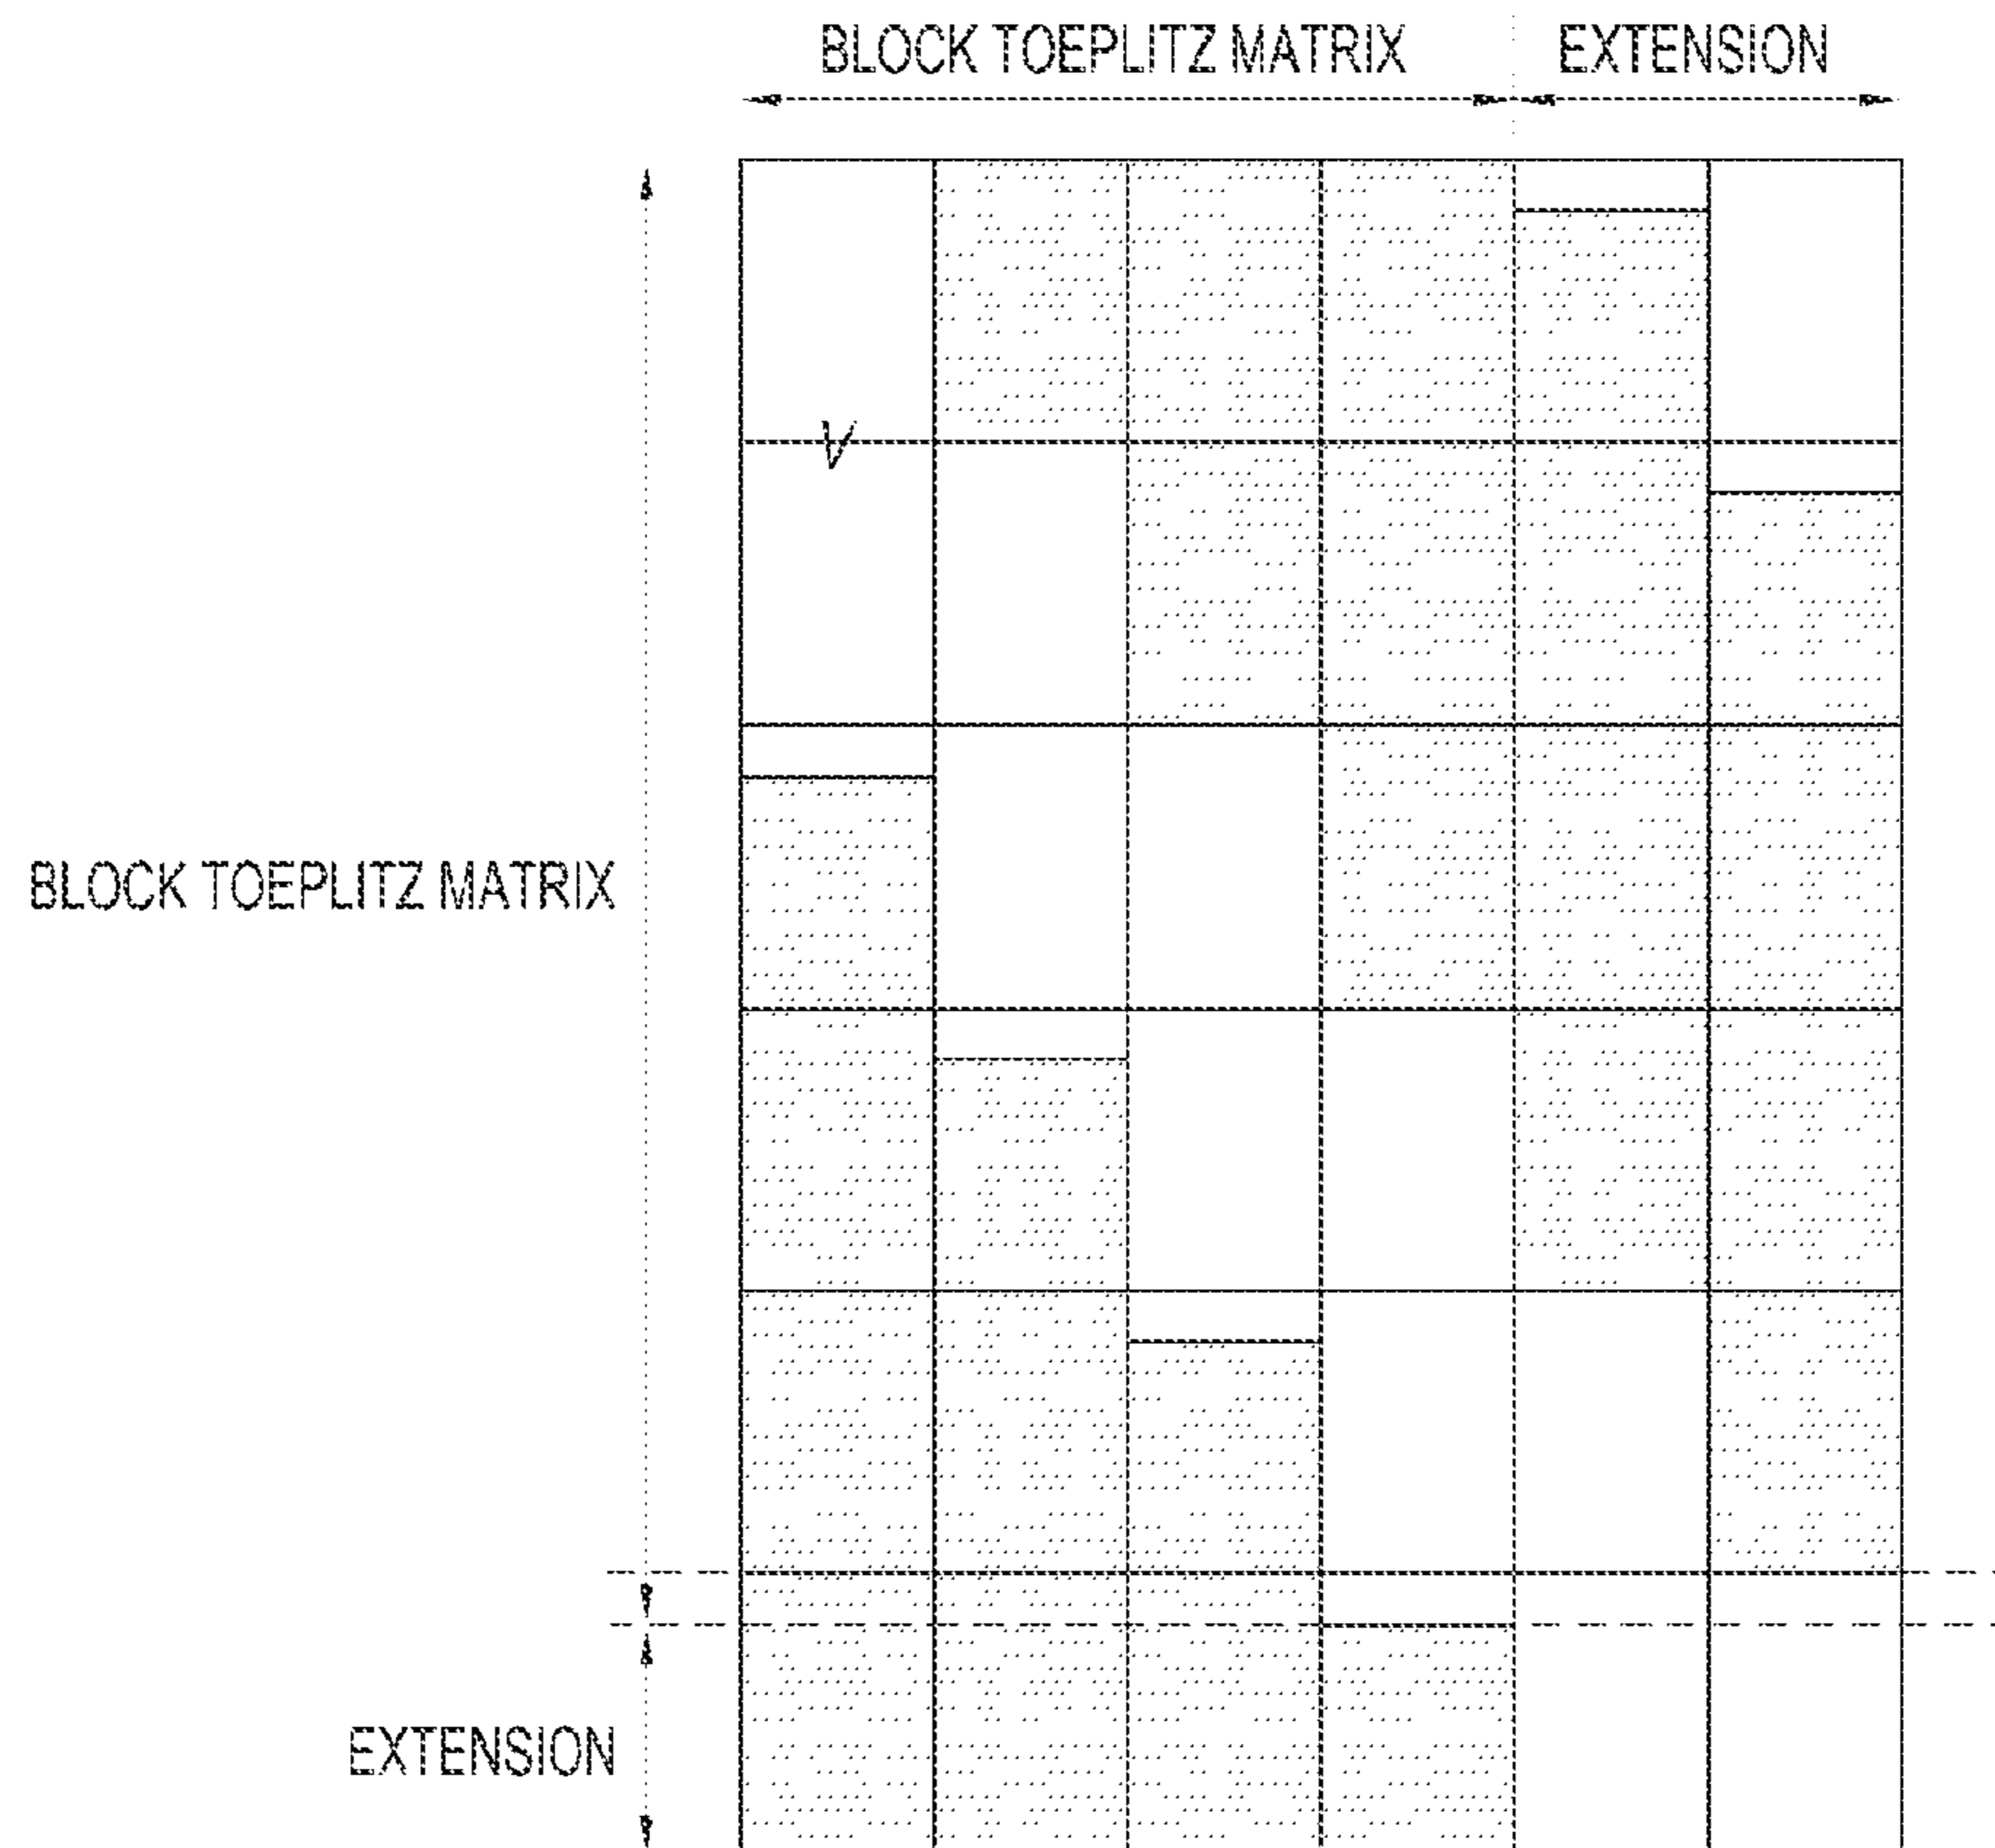 BLOCK TOEPLITZ MATRIX
EXTENSION
V
BLOCK TOEPLITZ MATRIX
EXTENSION